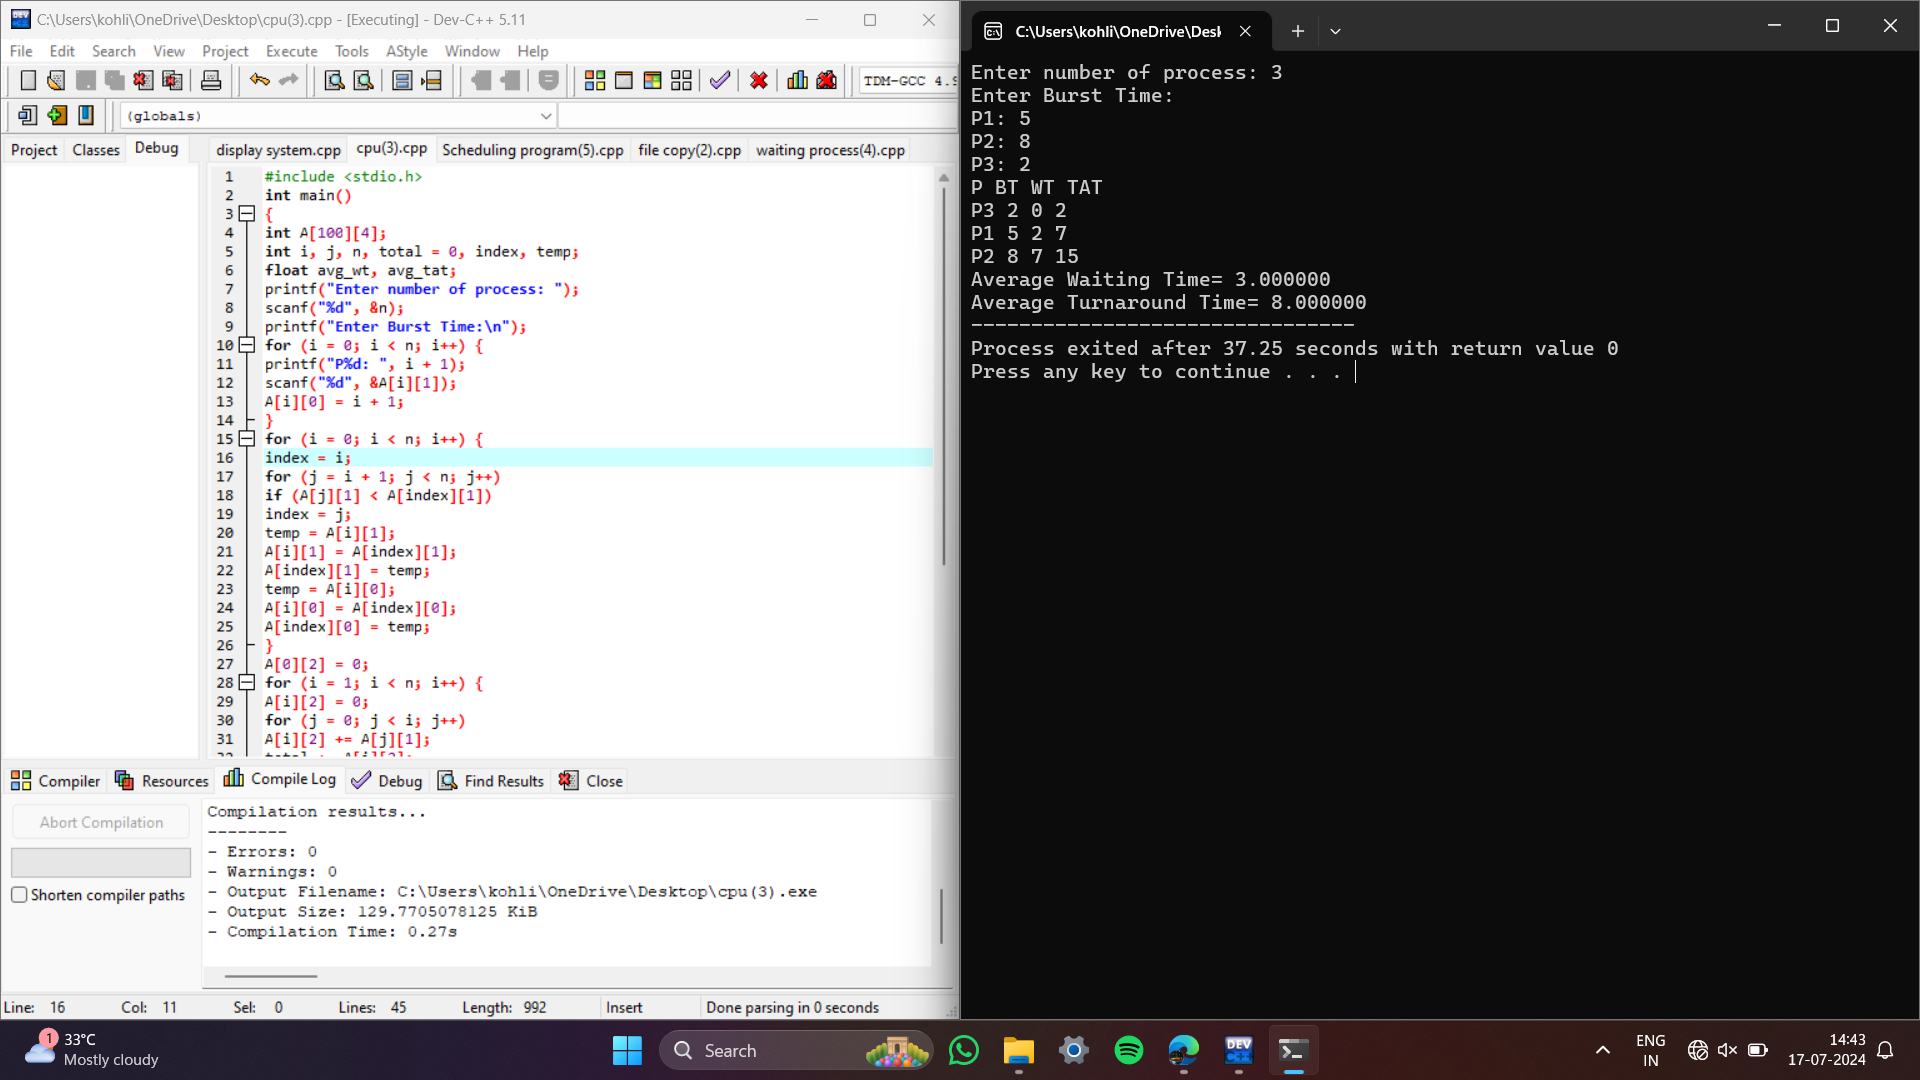 C:\Users\kohli\OneDrive\Desktop\cpu(3).cpp - [Executing] - Dev-C++ 5.11
File Edit Search View Project Execute Tools AStyle Window Help
TDM-GCC 4.9
(globals)
Project Classes Debug
display system.cpp cpu(3).cpp Scheduling program(5).cpp file copy(2).cpp waiting process(4).cpp
1 #include <stdio.h>
2 int main()
3 {
4 int A[100][4];
5 int i, j, n, total = 0, index, temp;
6 float avg_wt, avg_tat;
7 printf("Enter number of process: ");
8 scanf("%d", &n);
9 printf("Enter Burst Time:\n");
10 for (i = 0; i < n; i++) {
11 printf("P%d: ", i + 1);
12 scanf("%d", &A[i][1]);
13 A[i][0] = i + 1;
14 }
15 for (i = 0; i < n; i++) {
16 index = i;
17 for (j = i + 1; j < n; j++)
18 if (A[j][1] < A[index][1])
19 index = j;
20 temp = A[i][1];
21 A[i][1] = A[index][1];
22 A[index][1] = temp;
23 temp = A[i][0];
24 A[i][0] = A[index][0];
25 A[index][0] = temp;
26 }
27 A[0][2] = 0;
28 for (i = 1; i < n; i++) {
29 A[i][2] = 0;
30 for (j = 0; j < i; j++)
31 A[i][2] += A[j][1];
Compiler Resources Compile Log Debug Find Results Close
Abort Compilation
Shorten compiler paths
Compilation results...
--------
- Errors: 0
- Warnings: 0
- Output Filename: C:\Users\kohli\OneDrive\Desktop\cpu(3).exe
- Output Size: 129.7705078125 KiB
- Compilation Time: 0.27s
Line: 16 Col: 11 Sel: 0 Lines: 45 Length: 992 Insert Done parsing in 0 seconds
C:\Users\kohli\OneDrive\Desk
Enter number of process: 3
Enter Burst Time:
P1: 5
P2: 8
P3: 2
P BT WT TAT
P3 2 0 2
P1 5 2 7
P2 8 7 15
Average Waiting Time= 3.000000
Average Turnaround Time= 8.000000
--------------------------------
Process exited after 37.25 seconds with return value 0
Press any key to continue . . .
1
33°C
Mostly cloudy
Search
DEV
ENG
IN
14:43
17-07-2024